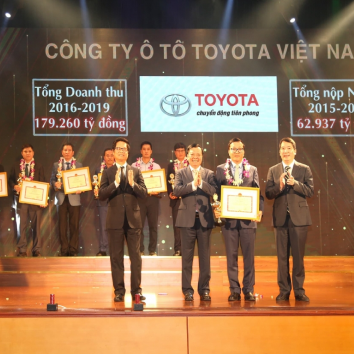 CÔNG TY Ô TÔ TOYOTA VIỆT NA
Tổng Doanh thu
2016-2019
179.260 tỷ đồng
TOYOTA
chuyển động tiên phong
Tổng nộp N
2015-20
62.937 tỷ